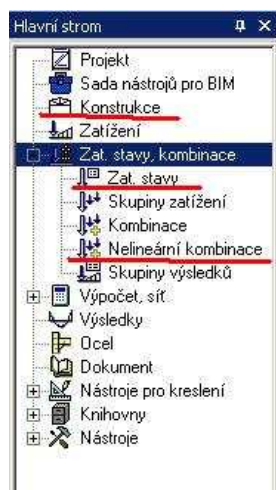 Hlavní strom
Projekt
Sada nástrojů pro BIM
Konstrukce
Zatížení
Zat. stavy, kombinace
Zat. stavy
Skupiny zatížení
Kombinace
Nelineární kombinace
Skupiny výsledků
Výpočet, síť
Výsledky
Ocel
Dokument
Nástroje pro kreslení
Knihovny
Nástroje